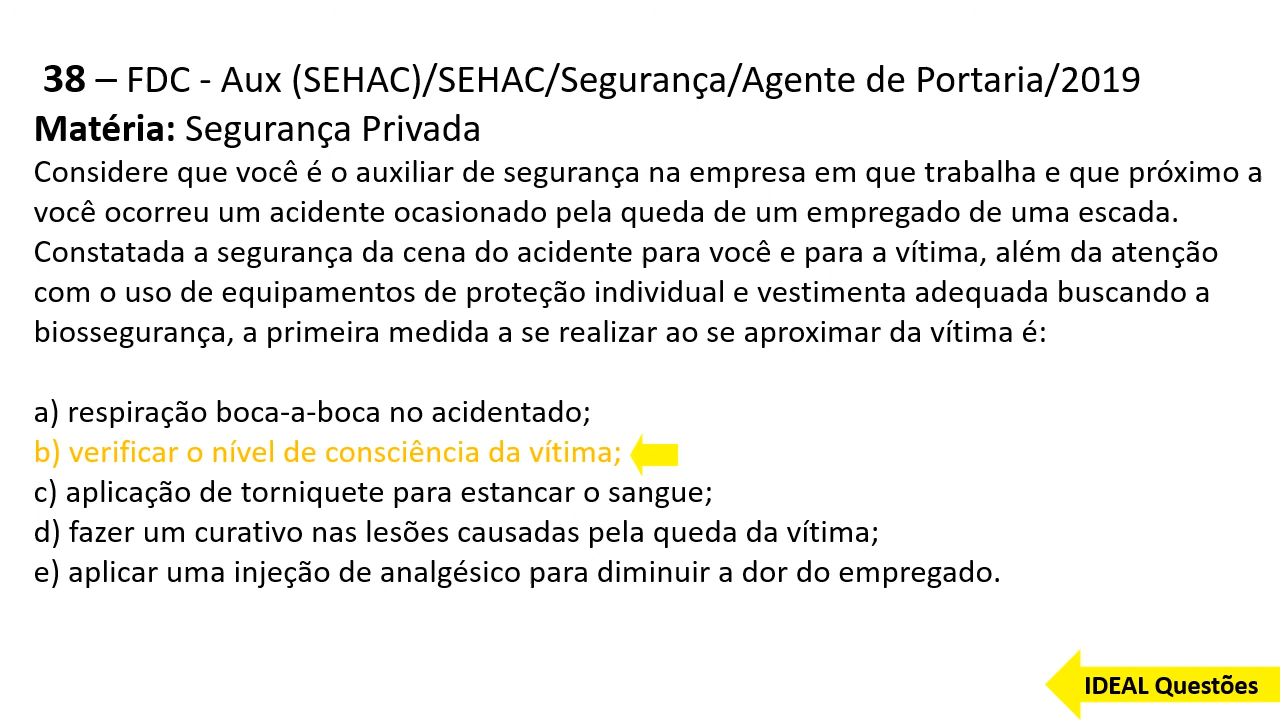 38 – FDC - Aux (SEHAC)/SEHAC/Segurança/Agente de Portaria/2019
Matéria: Segurança Privada
Considere que você é o auxiliar de segurança na empresa em que trabalha e que próximo a
você ocorreu um acidente ocasionado pela queda de um empregado de uma escada.
Constatada a segurança da cena do acidente para você e para a vítima, além da atenção
com o uso de equipamentos de proteção individual e vestimenta adequada buscando a
biossegurança, a primeira medida a se realizar ao se aproximar da vítima é:
a) respiração boca-a-boca no acidentado;
b) verificar o nível de consciência da vítima;
c) aplicação de torniquete para estancar o sangue;
d) fazer um curativo nas lesões causadas pela queda da vítima;
e) aplicar uma injeção de analgésico para diminuir a dor do empregado.
IDEAL Questões